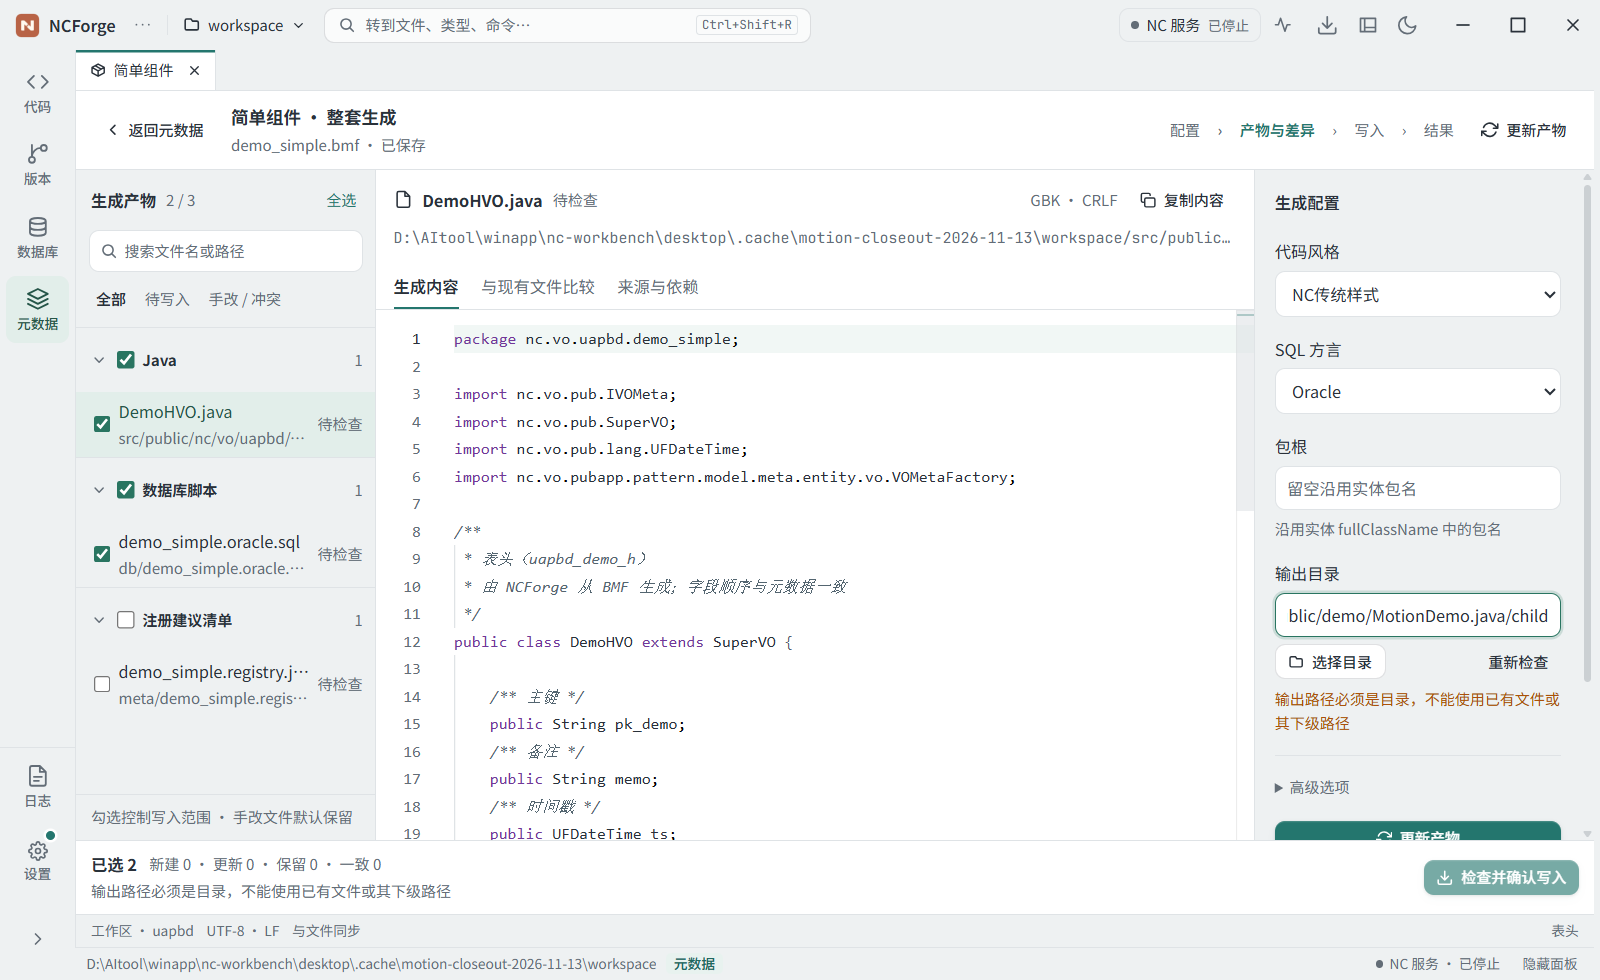 NCForge ··· workspace 转到文件、类型、命令··· Ctrl+Shift+R NC 服务 已停止
简单组件
代码
版本
数据库
元数据
日志
设置
返回元数据
简单组件 • 整套生成
demo_simple.bmf • 已保存
配置 › 产物与差异 › 写入 › 结果 更新产物
生成产物 2 / 3 全选
搜索文件名或路径
全部 待写入 手改 / 冲突
Java 1
DemoHVO.java
src/public/nc/vo/uapbd/··· 待检查
数据库脚本 1
demo_simple.oracle.sql
db/demo_simple.oracle.··· 待检查
注册建议清单 1
demo_simple.registry.j···
meta/demo_simple.regis··· 待检查
勾选控制写入范围 • 手改文件默认保留
DemoHVO.java 待检查 GBK • CRLF 复制内容
D:\AItool\winapp\nc-workbench\desktop\.cache\motion-closeout-2026-11-13\workspace/src/public…
生成内容 与现有文件比较 来源与依赖
1 package nc.vo.uapbd.demo_simple;
2
3 import nc.vo.pub.IVOMeta;
4 import nc.vo.pub.SuperVO;
5 import nc.vo.pub.lang.UFDateTime;
6 import nc.vo.pubapp.pattern.model.meta.entity.vo.VOMetaFactory;
7
8 /**
9 * 表头（uapbd_demo_h）
10 * 由 NCForge 从 BMF 生成；字段顺序与元数据一致
11 */
12 public class DemoHVO extends SuperVO {
13
14 /** 主键 */
15 public String pk_demo;
16 /** 备注 */
17 public String memo;
18 /** 时间戳 */
19 public UFDateTime ts;
生成配置
代码风格
NC传统样式
SQL 方言
Oracle
包根
留空沿用实体包名
沿用实体 fullClassName 中的包名
输出目录
blic/demo/MotionDemo.java/child
选择目录 重新检查
输出路径必须是目录，不能使用已有文件或
其下级路径
高级选项
更新产物
已选 2 新建 0 • 更新 0 • 保留 0 • 一致 0
输出路径必须是目录，不能使用已有文件或其下级路径
检查并确认写入
工作区 • uapbd UTF-8 • LF 与文件同步 表头
D:\AItool\winapp\nc-workbench\desktop\.cache\motion-closeout-2026-11-13\workspace 元数据 NC 服务 • 已停止 隐藏面板